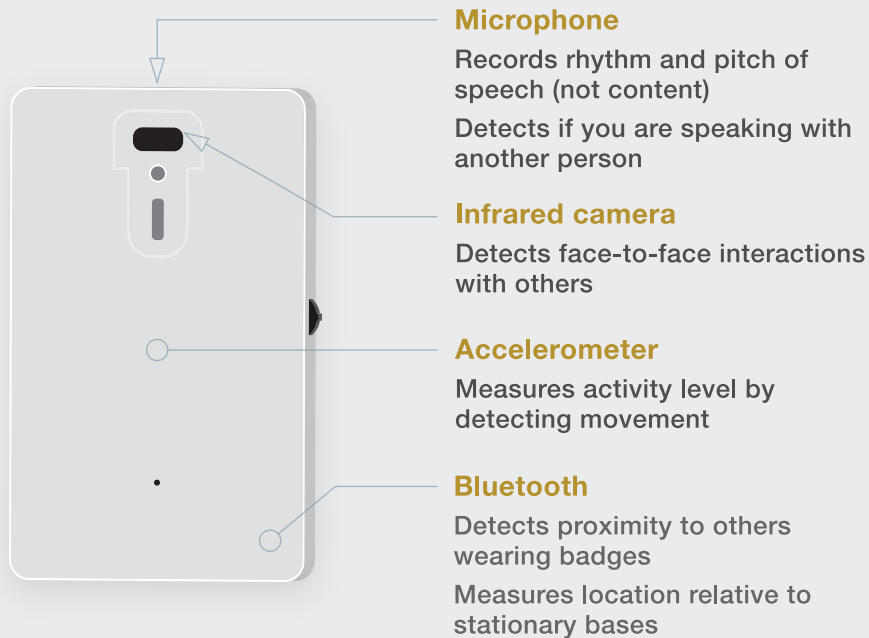 Microphone
Records rhythm and pitch of
speech (not content)
Detects if you are speaking with
another person
Infrared camera
Detects face-to-face interactions
with others
Accelerometer
Measures activity level by
detecting movement
Bluetooth
Detects proximity to others
wearing badges
Measures location relative to
stationary bases